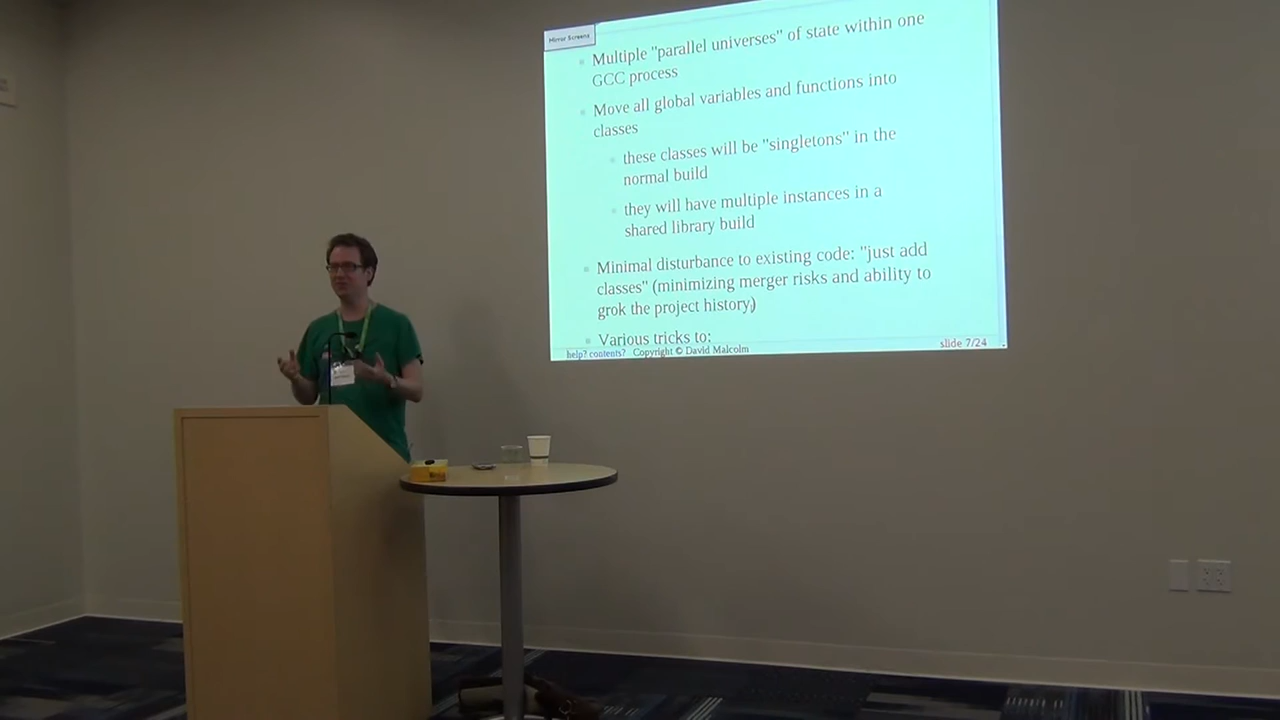 Mirror Screens
Multiple "parallel universes" of state within one
GCC process
Move all global variables and functions into
classes
these classes will be "singletons" in the
normal build
they will have multiple instances in a
shared library build
Minimal disturbance to existing code: "just add
classes" (minimizing merger risks and ability to
grok the project history)
Various tricks to:
help? contents? Copyright © David Malcolm
slide 7/24